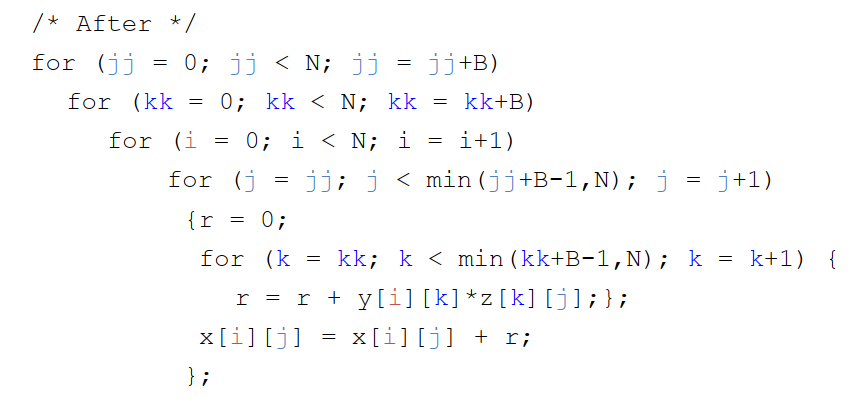 /* After */
for (jj = 0; jj < N; jj = jj+B)
for (kk = 0; kk < N; kk = kk+B)
for (i = 0; i < N; i = i+1)
for (j = jj; j < min(jj+B-1,N); j = j+1)
{r = 0;
for (k = kk; k < min(kk+B-1,N); k = k+1) {
r = r + y[i][k]*z[k][j];};
x[i][j] = x[i][j] + r;
};